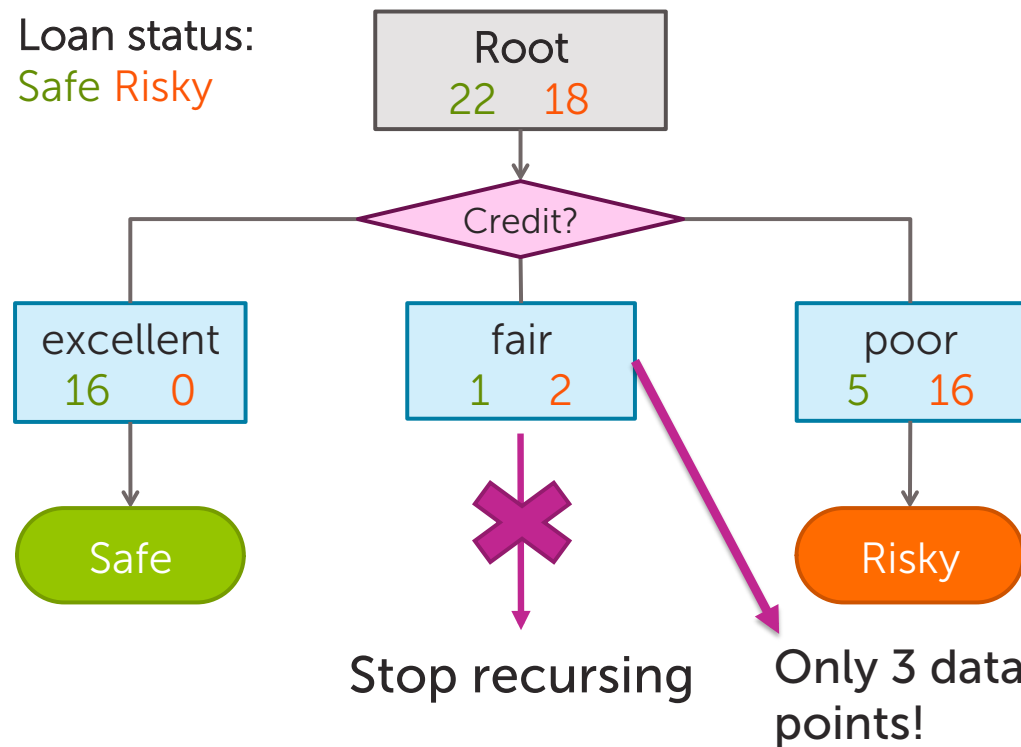 Loan status:
Safe Risky
Root
22 18
Credit?
excellent
16 0
fair
1 2
poor
5 16
Safe
Risky
Stop recursing
Only 3 data
points!